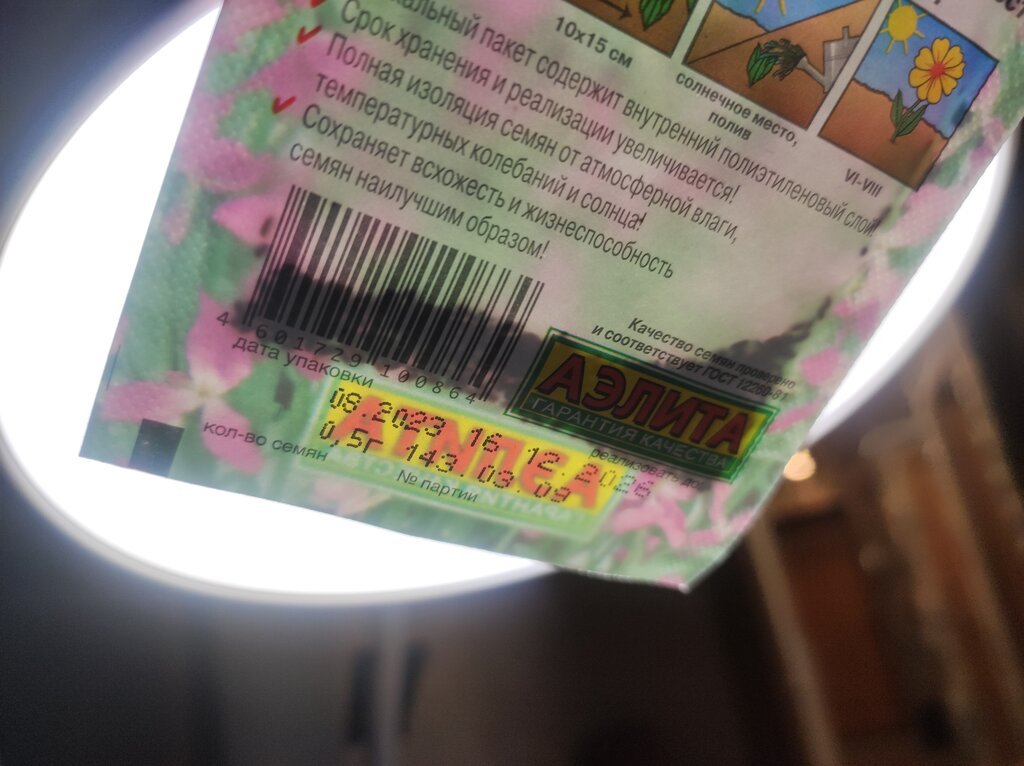 10x15 см
солнечное место,
полив
VI-VIII
пакет содержит внутренний полиэтиленовый слой!
Срок хранения и реализации увеличивается!
Полная изоляция семян от атмосферной влаги,
температурных колебаний и солнца!
Сохраняет всхожесть и жизнеспособность
семян наилучшим образом!
4 601729 100864
Качество семян проверено
и соответствует ГОСТ 12260-81
АЭЛИТА
ГАРАНТИЯ КАЧЕСТВА
дата упаковки
реализовать до:
08.2023 16 12.2026
0,5г 143.09.09
кол-во семян
№ партии